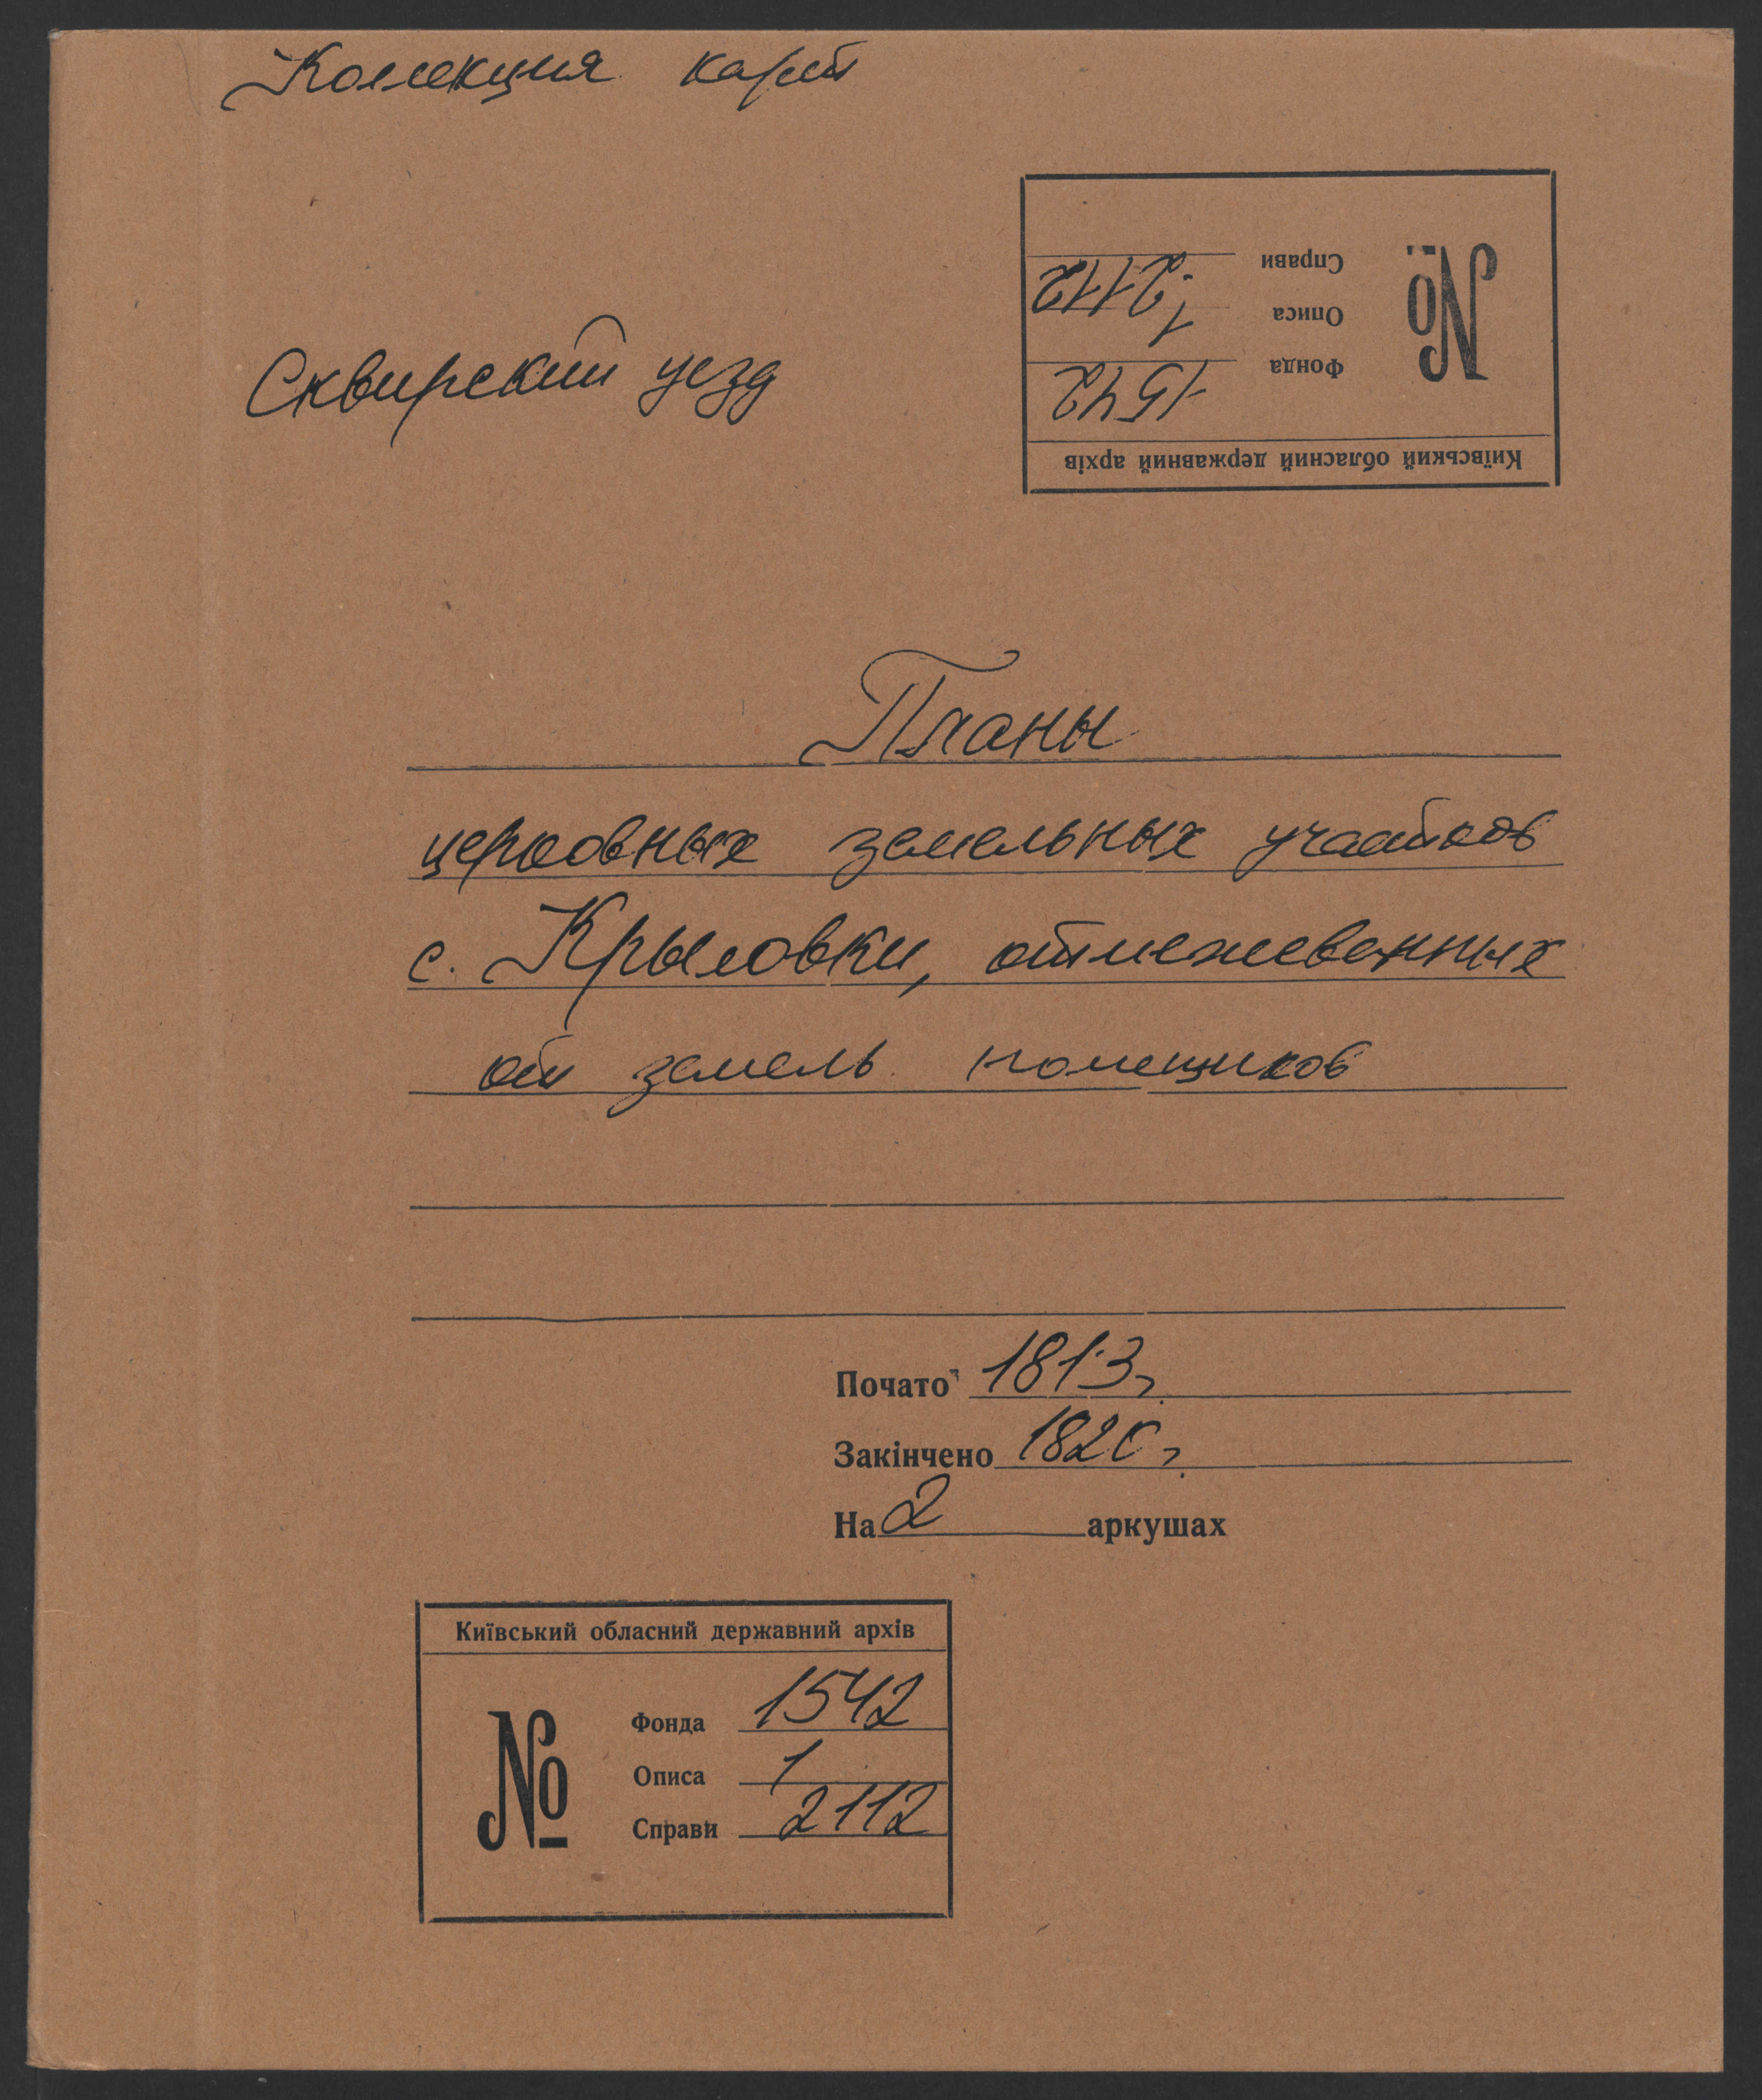 Коллекция карт
Справи 2112
Описа 1
Фонда 1542
№
Київський обласний державний архів
Сквирский уезд
Планы
церковных земельных участков
с. Крыловки, отмежеванных
от земель помещиков
Почато 1813 г.
Закінчено 1820 г.
На 2 аркушах
Київський обласний державний архів
№
Фонда 1542
Описа 1
Справи 2112